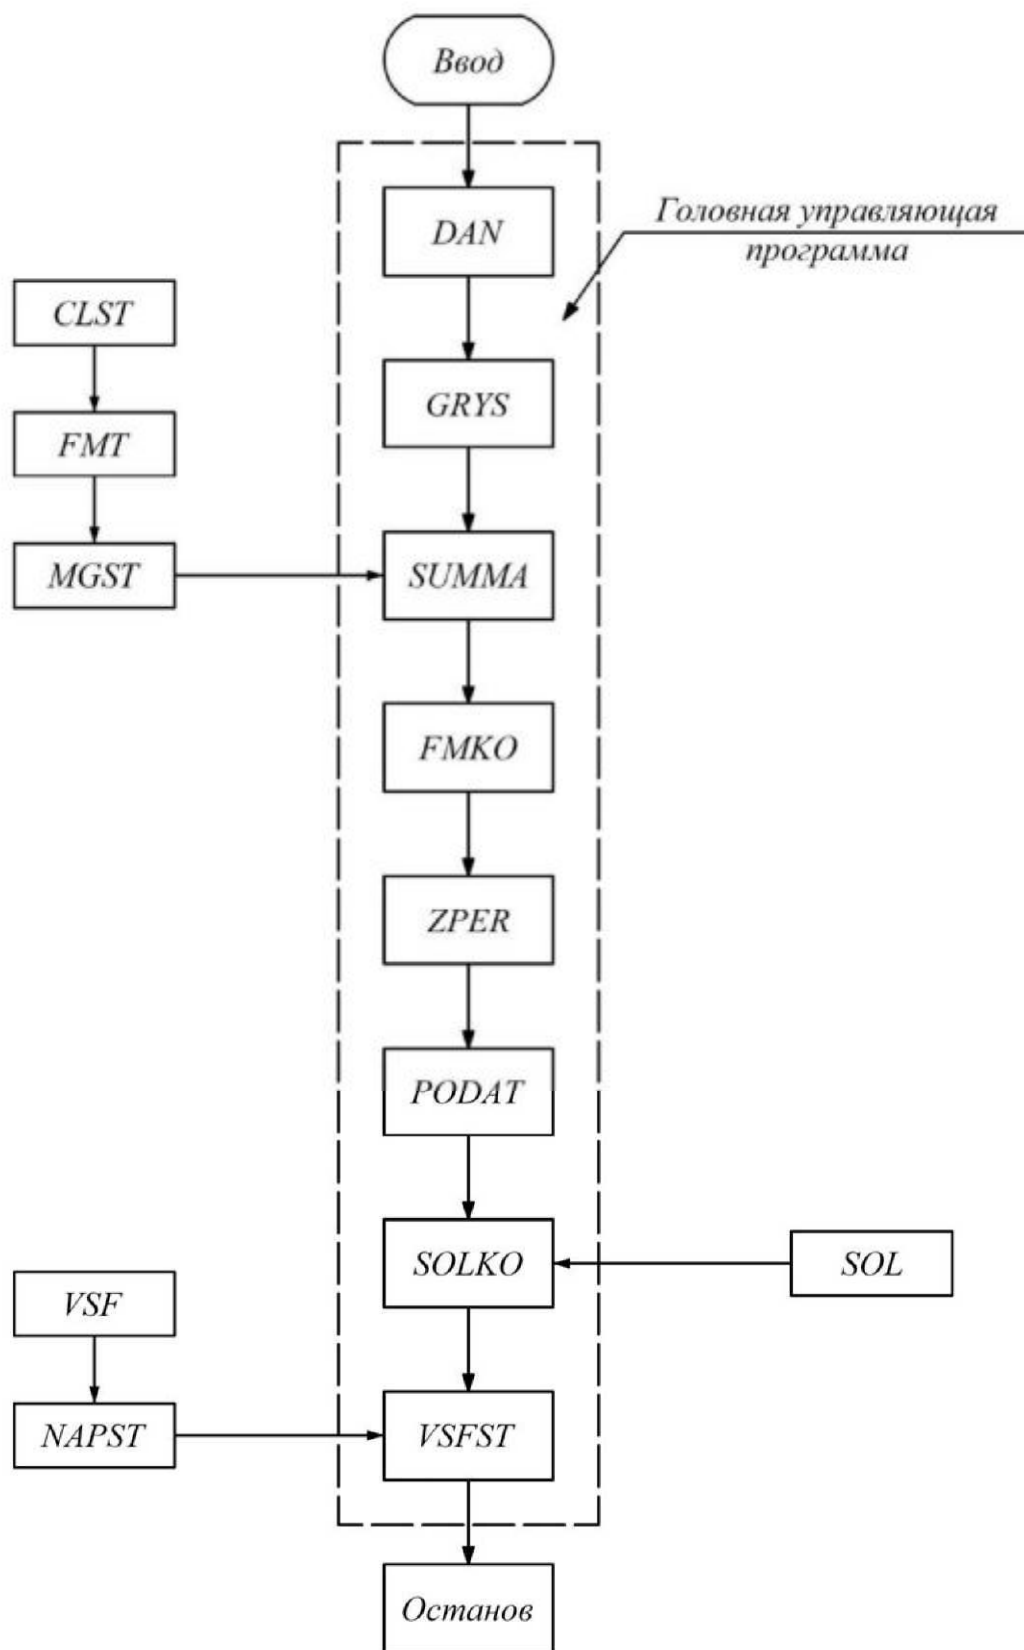 Ввод
DAN
Головная управляющая
программа
CLST
GRYS
FMT
MGST
SUMMA
FMKO
ZPER
PODAT
SOLKO
SOL
VSF
NAPST
VSFST
Останов